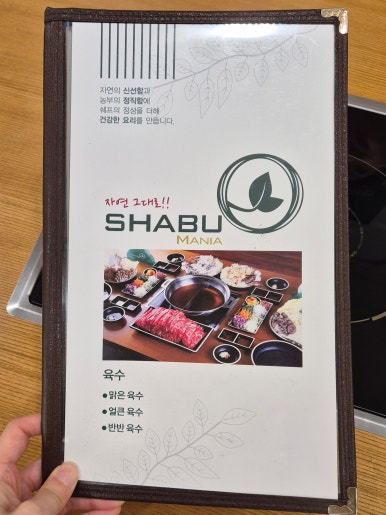 자연의 신선함과
농부의 정직함에
쉐프의 정성을 더해
건강한 요리를 만듭니다.
자연 그대로!!
SHABU
MANIA
육수
●맑은 육수
●얼큰 육수
●반반 육수